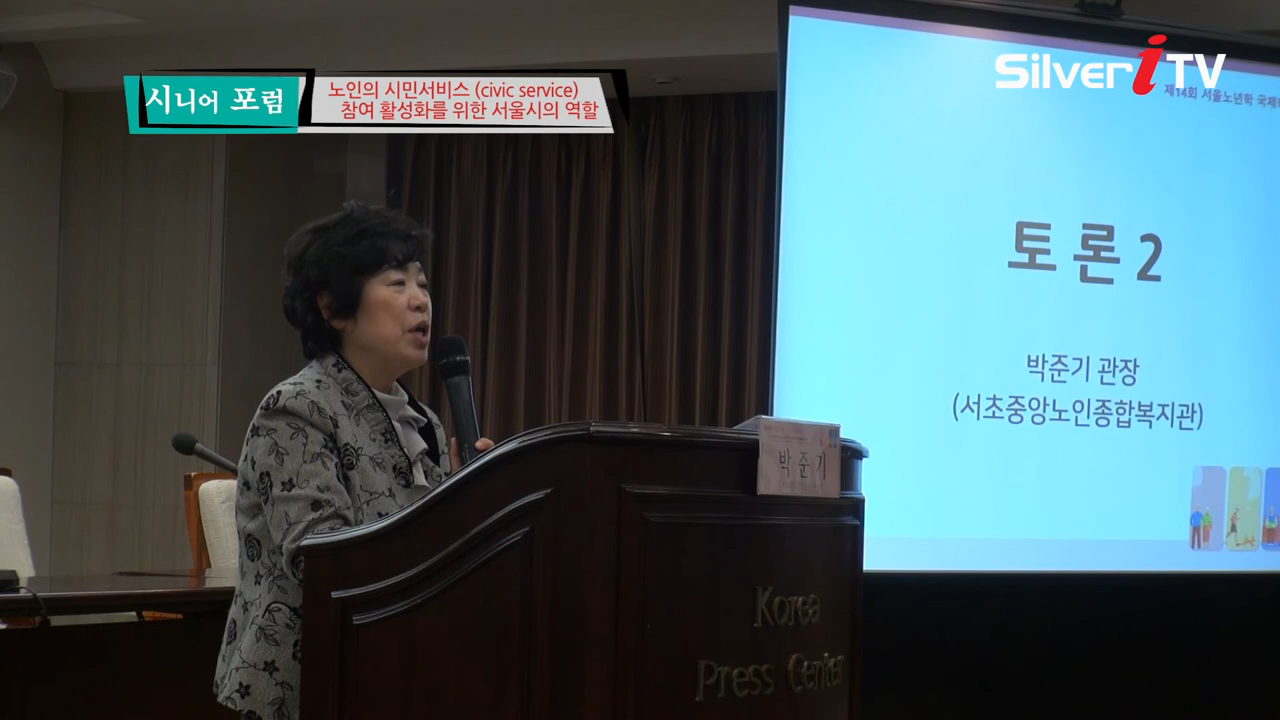 시니어 포럼
노인의 시민서비스 (civic service)
참여 활성화를 위한 서울시의 역할
Silver i TV
제14회 서울노년학 국제
토론 2
박준기 관장
(서초중앙노인종합복지관)
박준기
Korea
Press Center